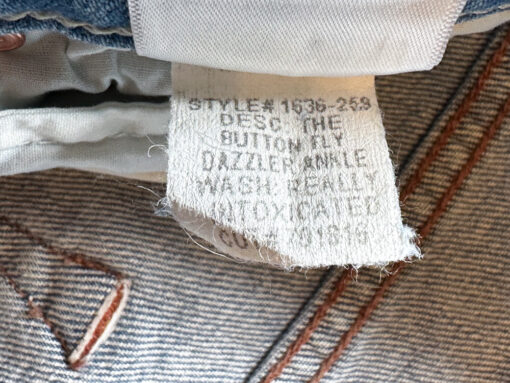 STYLE# 1636-253
DESC. THE
BUTTON FLY
DAZZLER ANKLE
WASH: REALLY
INTOXICATED
CUT#